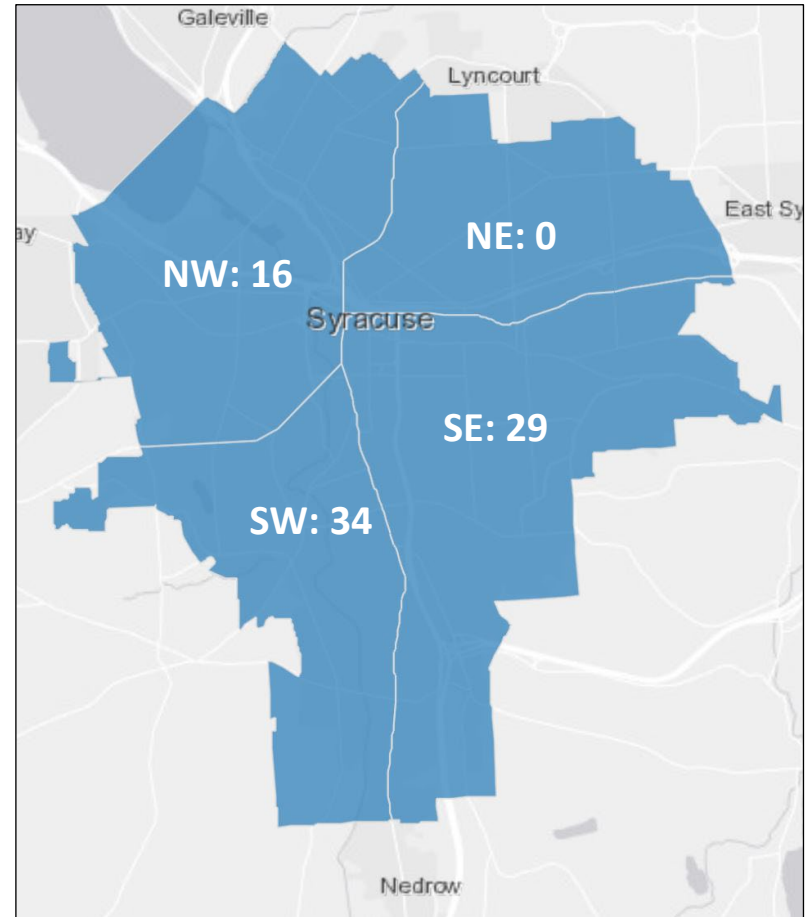 Galeville
Lyncourt
East Sy
ay
NE: 0
NW: 16
Syracuse
SE: 29
SW: 34
Nedrow